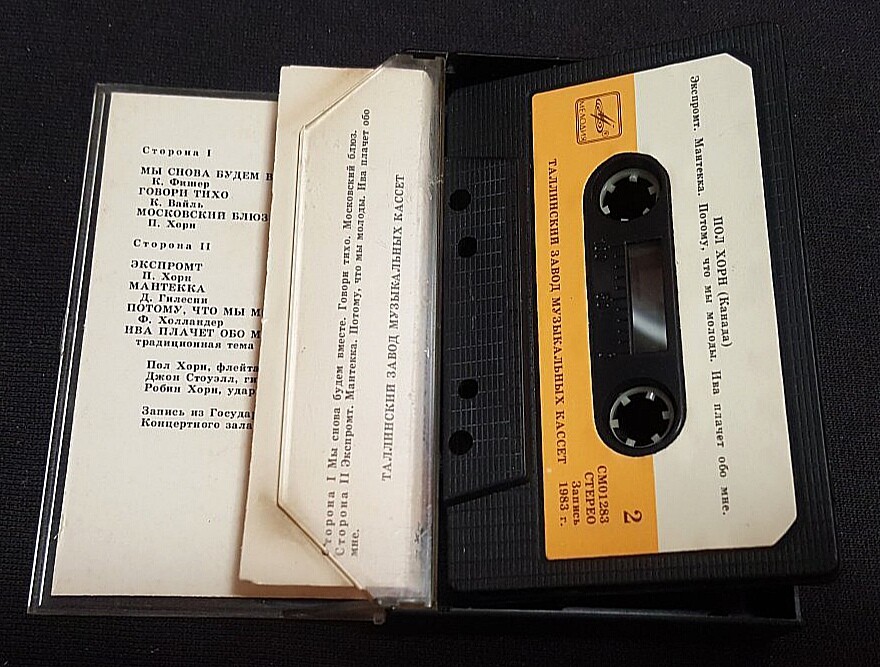 Сторона I
МЫ СНОВА БУДЕМ В
К. Фишер
ГОВОРИ ТИХО
К. Вайль
МОСКОВСКИЙ БЛЮЗ
П. Хорн
Сторона II
ЭКСПРОМТ
П. Хорн
МАНТЕККА
Д. Гилеспи
ПОТОМУ, ЧТО МЫ М
Ф. Холландер
ИВА ПЛАЧЕТ ОБО М
традиционная тема
Пол Хорн, флейта
Джон Стоуэлл, ги
Робин Хорн, удар
Запись из Государ
Концертного зала
Сторона I Мы снова будем вместе. Говори тихо. Московский блюз.
Сторона II Экспромт. Мантекка. Потому, что мы молоды. Ива плачет обо
мне.
ТАЛЛИНСКИЙ ЗАВОД МУЗЫКАЛЬНЫХ КАССЕТ
ПОЛ ХОРН (Канада)
Экспромт. Мантекка. Потому, что мы молоды. Ива плачет обо мне.
МЕЛОДИЯ
ТАЛЛИНСКИЙ ЗАВОД МУЗЫКАЛЬНЫХ КАССЕТ
2
СМ01283
СТЕРЕО
Запись
1983 г.